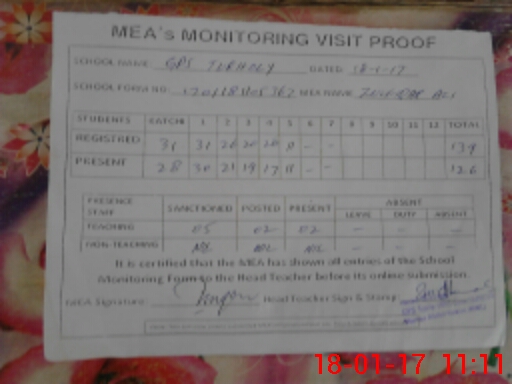 MEA's MONITORING VISIT PROOF
SCHOOL NAME GPS DATED 18-1-17
SCHOOL FORM NO. MEA NAME
STUDENTS KATCHI 1 2 3 4 5 6 7 8 9 10 11 12 TOTAL
REGISTRED 31 31 26 20 20 11 - - 139
PRESENT 28 30 21 19 17 11 - - 126
PRESENCE STAFF SANCTIONED POSTED PRESENT ABSENT
LEAVE DUTY ABSENT
TEACHING 05 02 02 - - -
NON-TEACHING NIL NIL NIL - - -
It is certified that the MEA has shown all entries of the School
Monitoring Form to the Head Teacher before its online submission.
MEA Signature Head Teacher Sign & Stamp
18-01-17 11:11